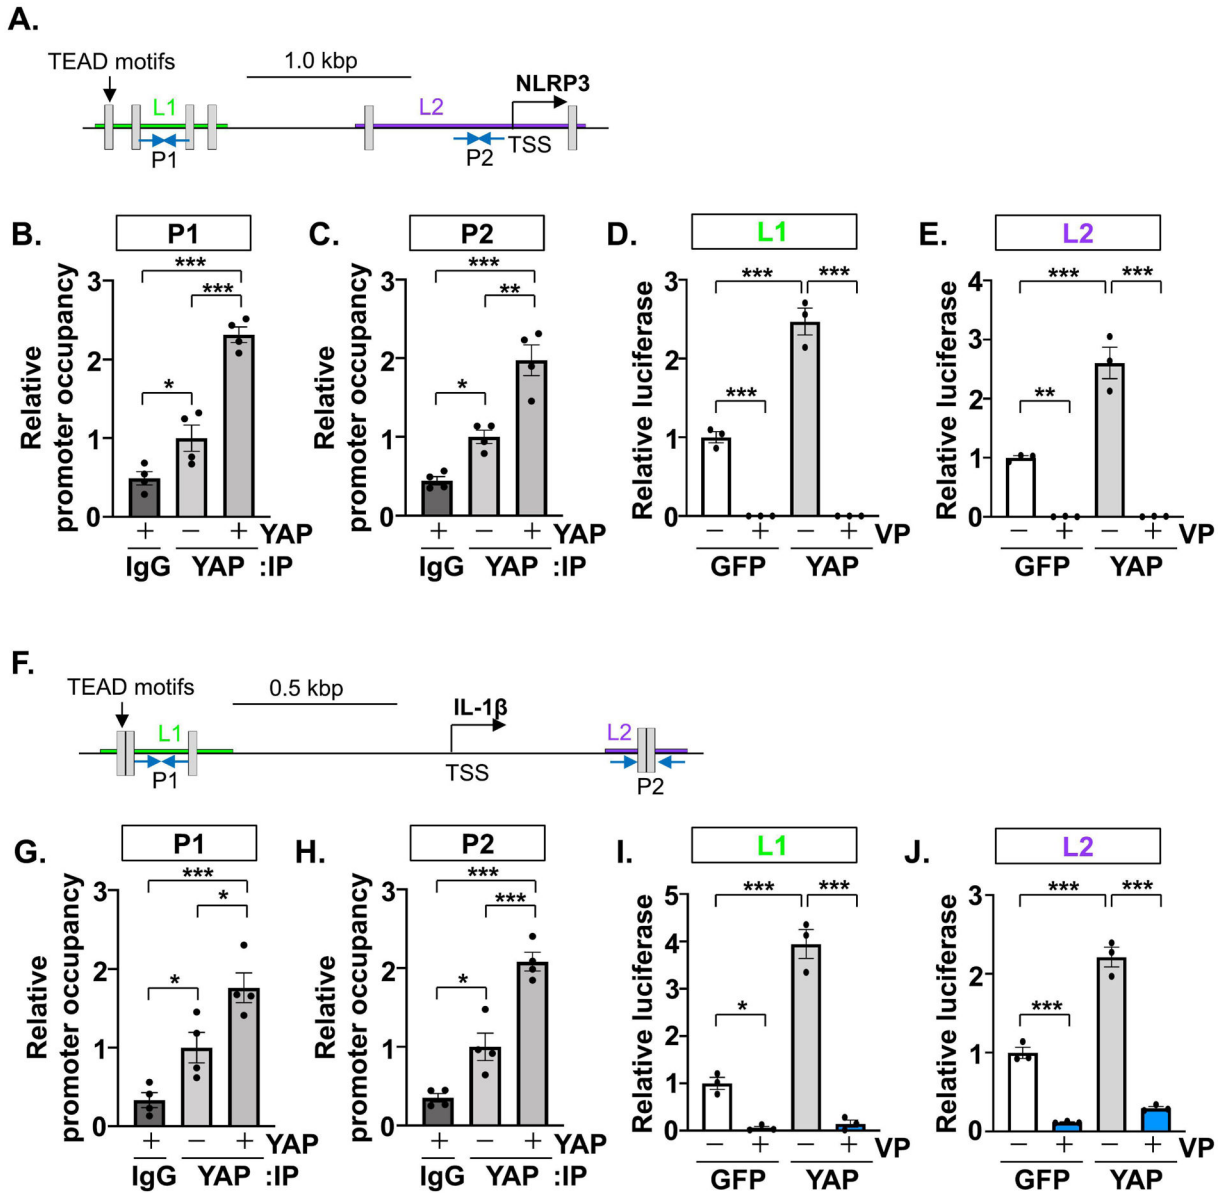 A.
TEAD motifs
1.0 kbp
NLRP3
L1
L2
P1
P2
TSS
B.
P1
Relative
promoter occupancy
3
2
1
0
***
***
*
+ − + YAP
IgG YAP :IP
C.
P2
Relative
promoter occupancy
3
2
1
0
***
**
*
+ − + YAP
IgG YAP :IP
D.
L1
Relative luciferase
3
2
1
0
*** ***
***
− + − + VP
GFP YAP
E.
L2
Relative luciferase
4
3
2
1
0
*** ***
**
− + − + VP
GFP YAP
F.
TEAD motifs
0.5 kbp
IL-1β
L1
L2
P1
TSS
P2
G.
P1
Relative
promoter occupancy
3
2
1
0
***
*
*
+ − + YAP
IgG YAP :IP
H.
P2
Relative
promoter occupancy
3
2
1
0
***
***
*
+ − + YAP
IgG YAP :IP
I.
L1
Relative luciferase
5
4
3
2
1
0
*** ***
*
− + − + VP
GFP YAP
J.
L2
Relative luciferase
3
2
1
0
*** ***
***
− + − + VP
GFP YAP